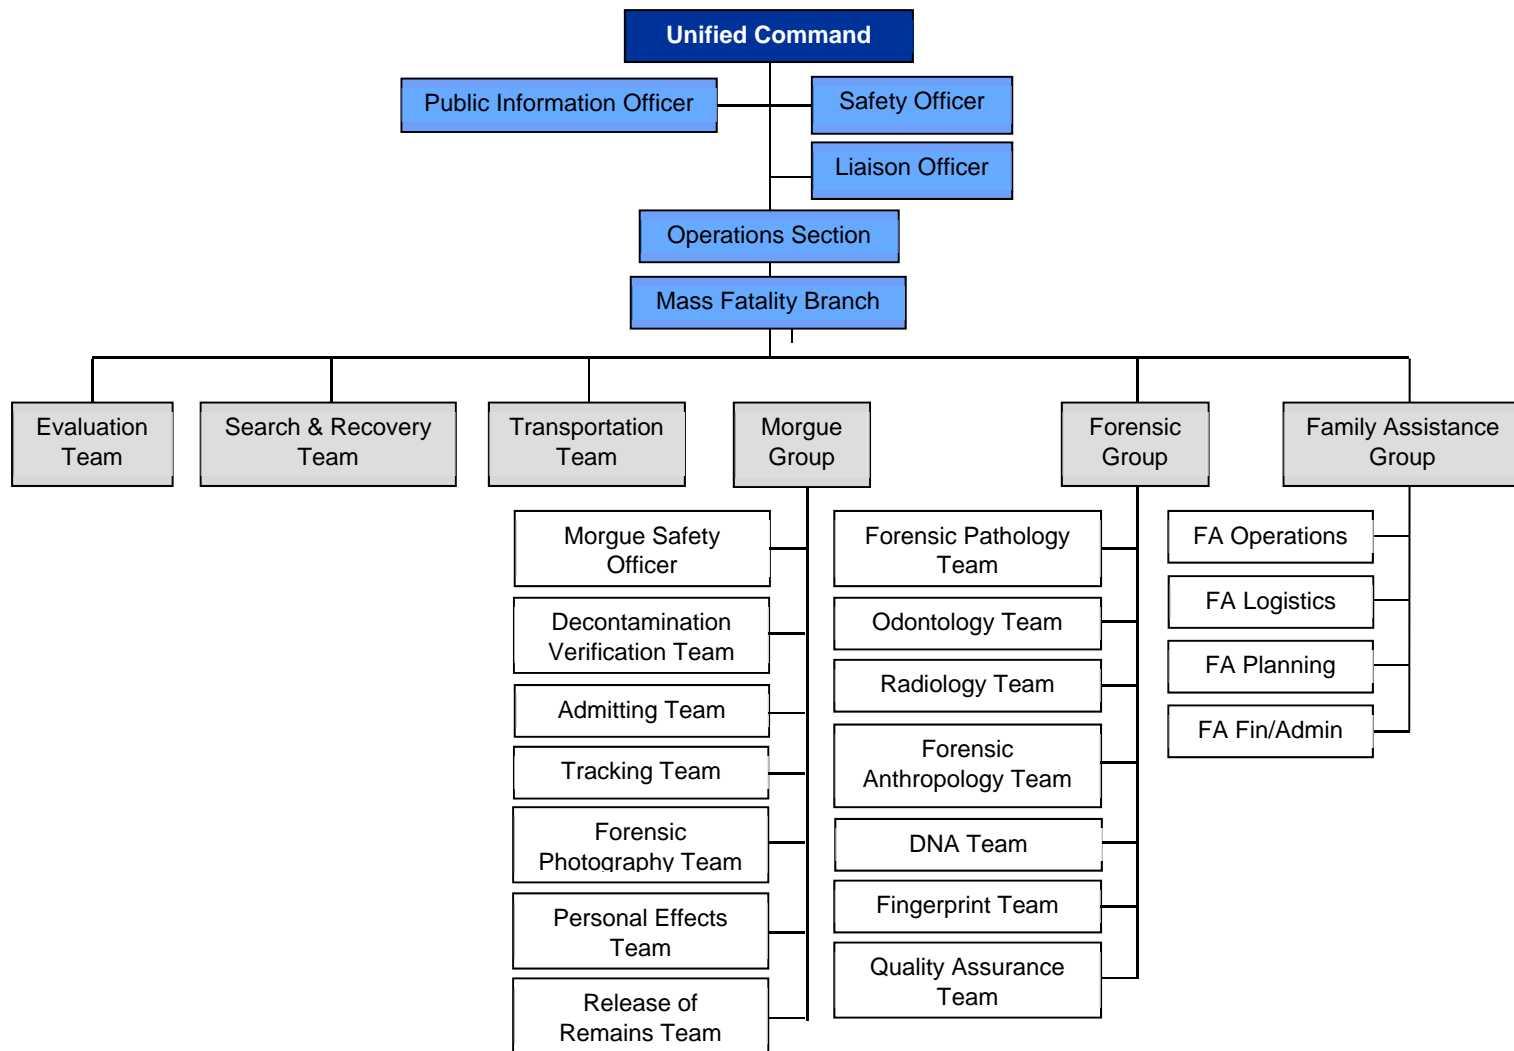 Unified Command
Public Information Officer
Safety Officer
Liaison Officer
Operations Section
Mass Fatality Branch
Evaluation
Team
Search & Recovery
Team
Transportation
Team
Morgue
Group
Forensic
Group
Family Assistance
Group
Morgue Safety
Officer
Decontamination
Verification Team
Admitting Team
Tracking Team
Forensic
Photography Team
Personal Effects
Team
Release of
Remains Team
Forensic Pathology
Team
Odontology Team
Radiology Team
Forensic
Anthropology Team
DNA Team
Fingerprint Team
Quality Assurance
Team
FA Operations
FA Logistics
FA Planning
FA Fin/Admin